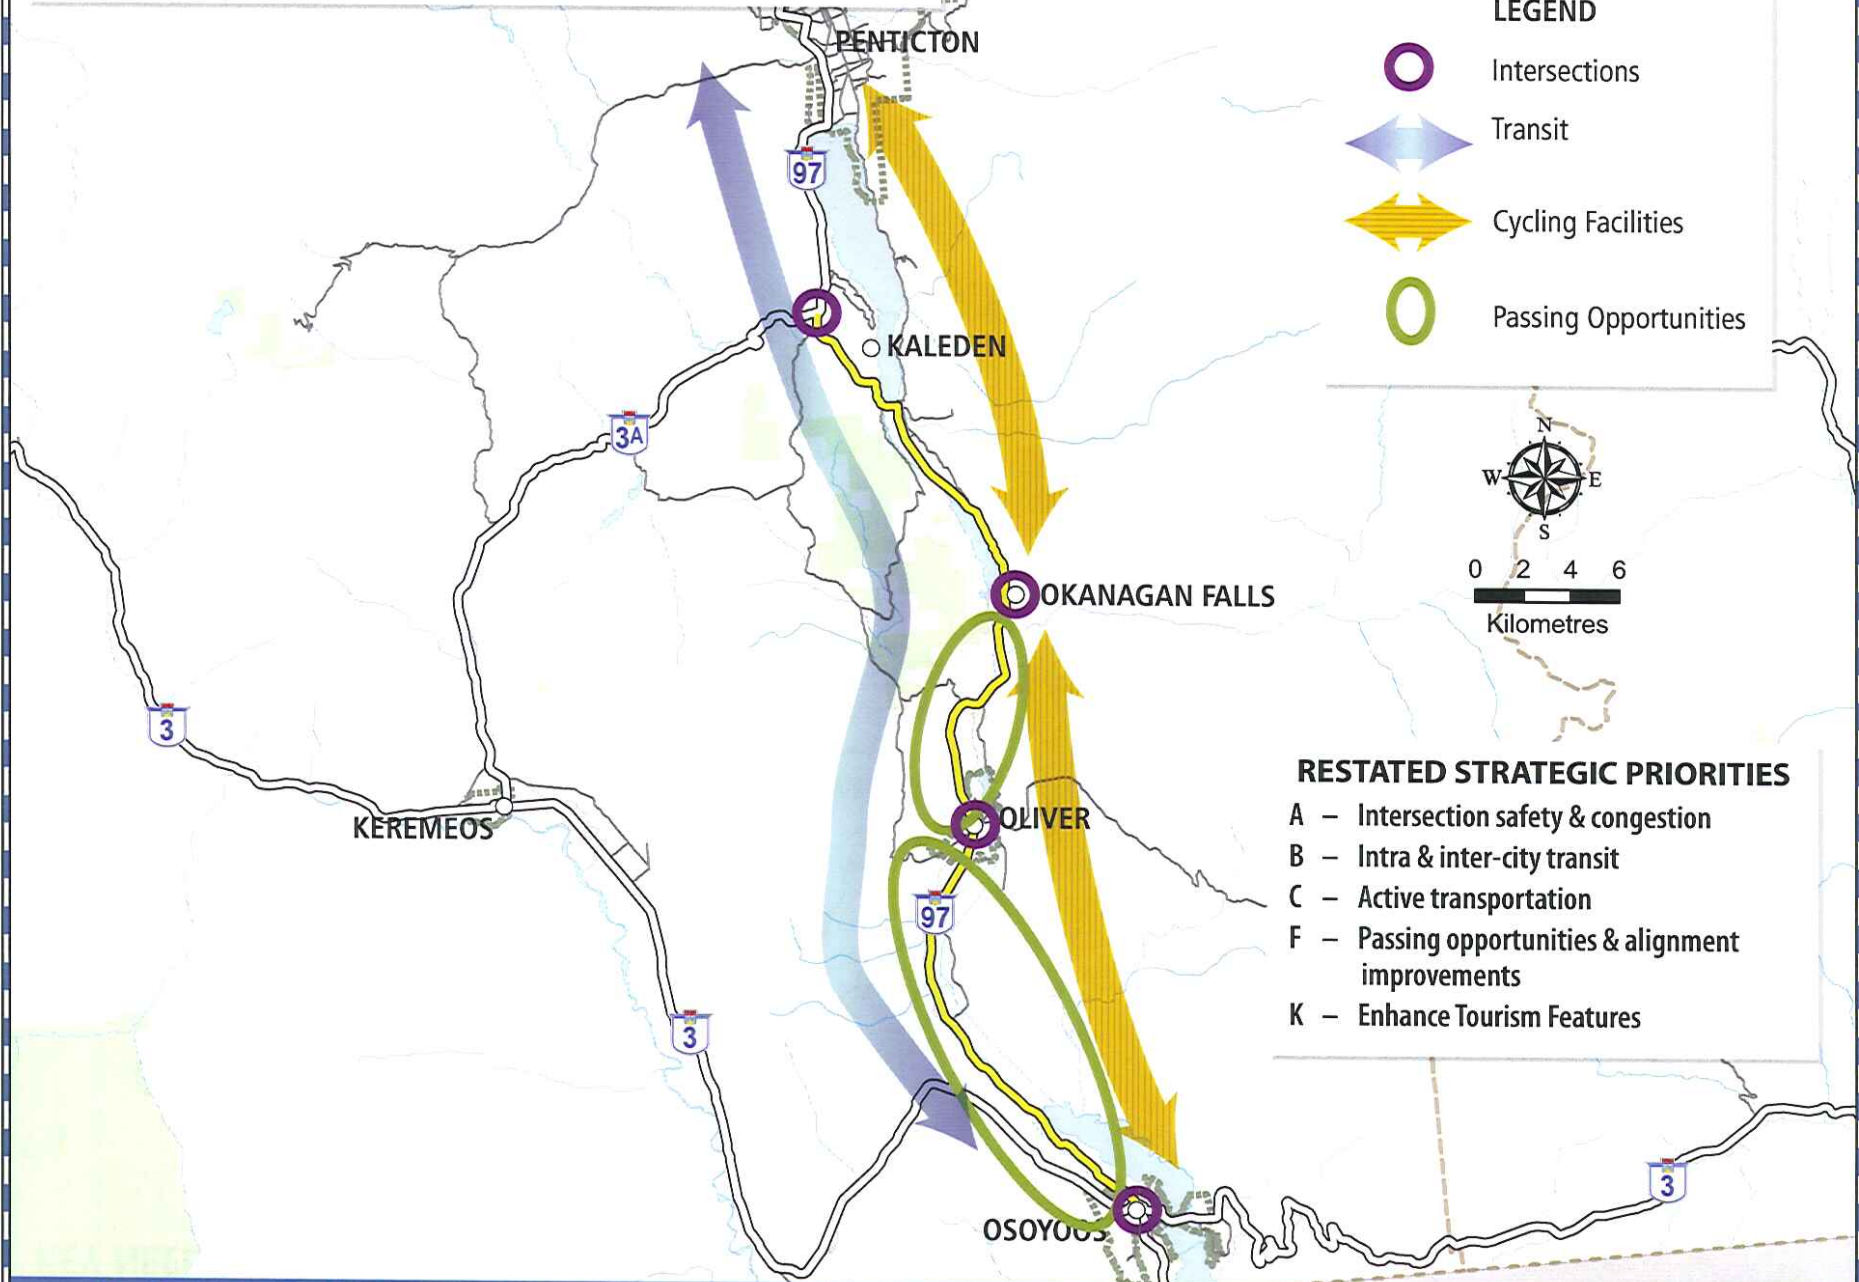 PENTICTON
97
KALEDEN
3A
OKANAGAN FALLS
3
KEREMEOS
OLIVER
97
3
OSOYOOS
3
LEGEND
Intersections
Transit
Cycling Facilities
Passing Opportunities
N
W E
S
0 2 4 6
Kilometres
RESTATED STRATEGIC PRIORITIES
A – Intersection safety & congestion
B – Intra & inter-city transit
C – Active transportation
F – Passing opportunities & alignment
improvements
K – Enhance Tourism Features